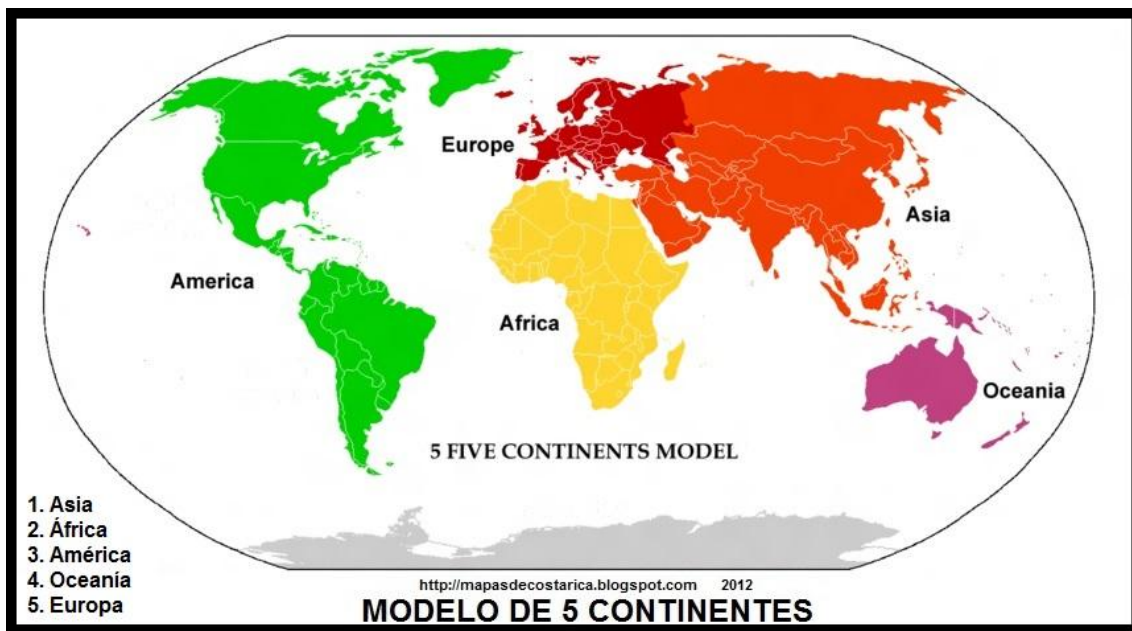 Europe
Asia
America
Africa
Oceania
5 FIVE CONTINENTS MODEL
1. Asia
2. África
3. América
4. Oceanía
5. Europa
http://mapasdecostarica.blogspot.com 2012
MODELO DE 5 CONTINENTES